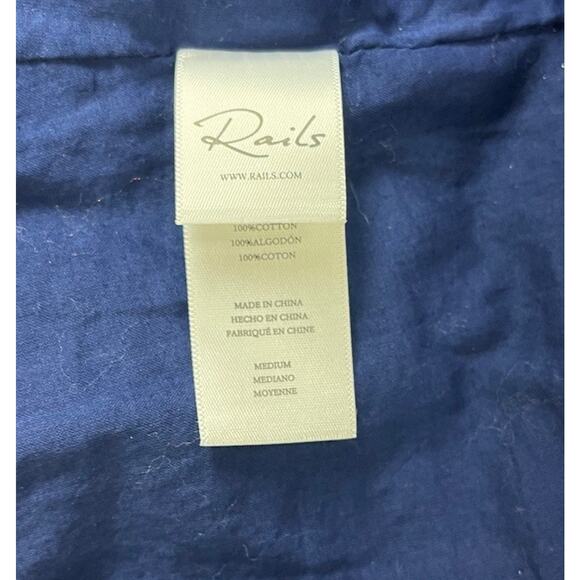 Rails
WWW.RAILS.COM
100%COTTON
100%ALGODÓN
100%COTON
MADE IN CHINA
HECHO EN CHINA
FABRIQUÉ EN CHINE
MEDIUM
MEDIANO
MOYENNE